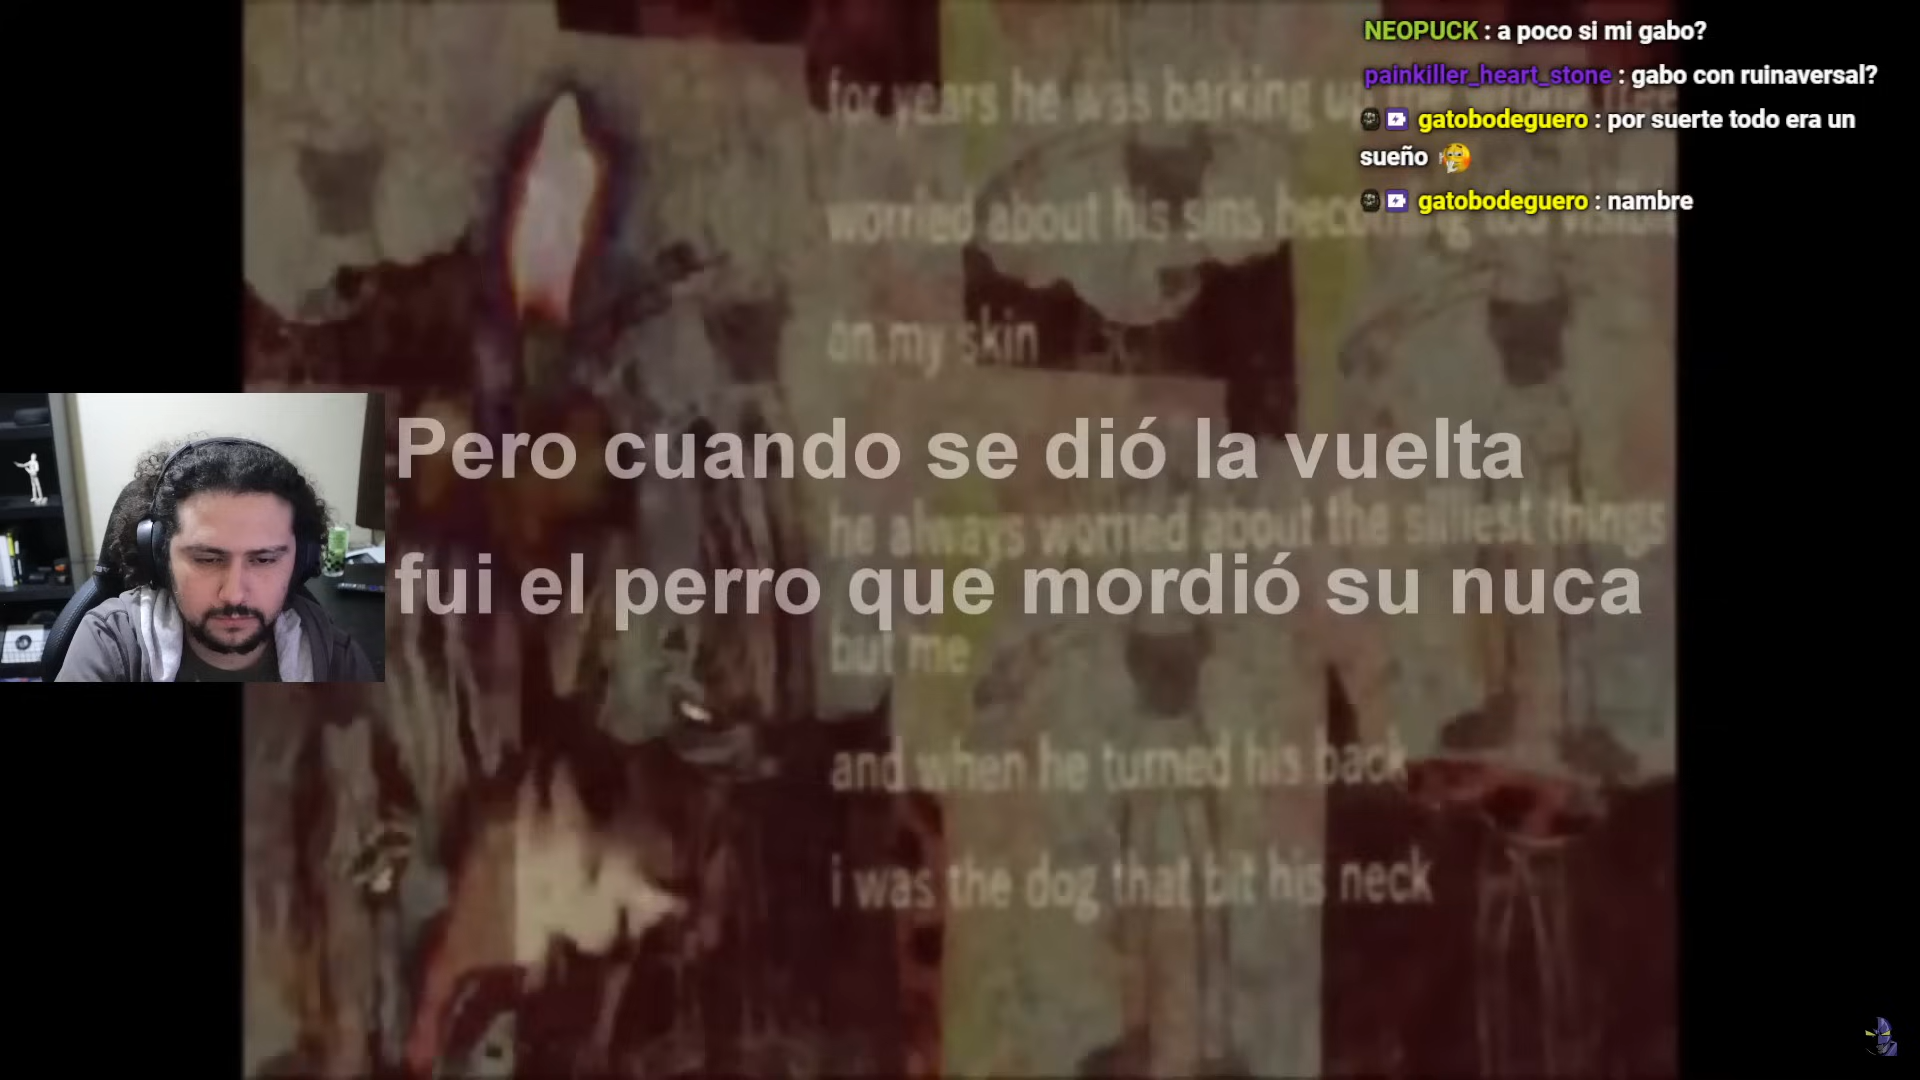 NEOPUCK : a poco si mi gabo?
painkiller_heart_stone : gabo con ruinaversal?
gatobodeguero : por suerte todo era un
sueño
gatobodeguero : nambre
for years he was barking
worried about his sins becoming too
on my skin
Pero cuando se dió la vuelta
he always worried about the silliest things
fui el perro que mordió su nuca
but me
and when he turned his back
i was the dog that bit his neck